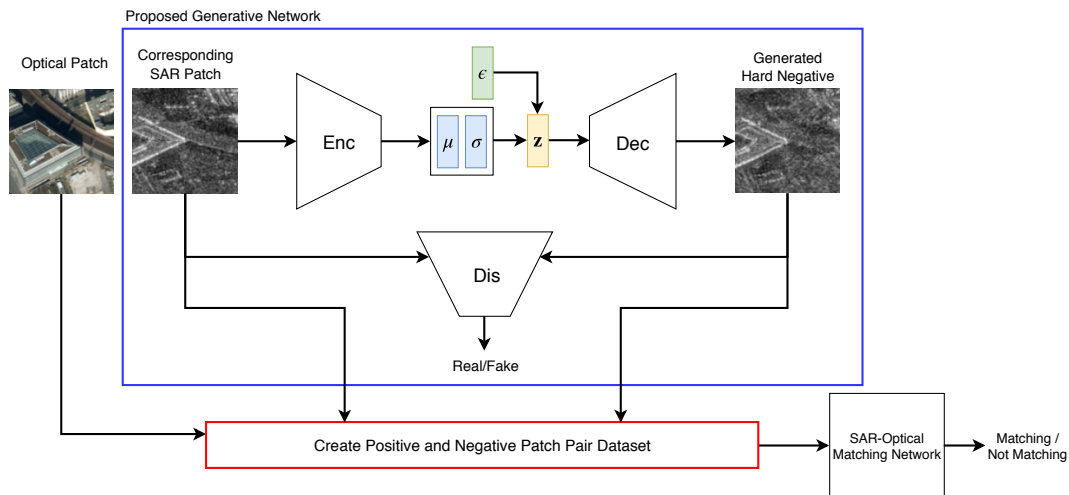 Proposed Generative Network
Optical Patch
Corresponding
SAR Patch
Generated
Hard Negative
Enc
μ
σ
ϵ
z
Dec
Dis
Real/Fake
Create Positive and Negative Patch Pair Dataset
SAR-Optical
Matching Network
Matching /
Not Matching